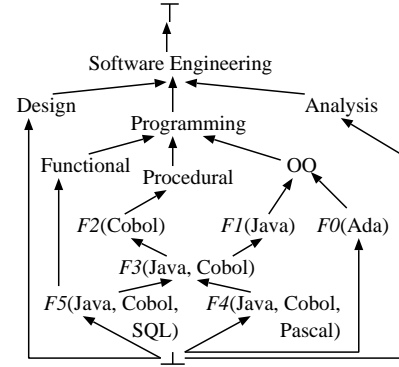 ⊤
Software Engineering
Design
Analysis
Programming
Functional
OO
Procedural
F2(Cobol)
F1(Java)
F0(Ada)
F3(Java, Cobol)
F5(Java, Cobol,
SQL)
F4(Java, Cobol,
Pascal)
⊥